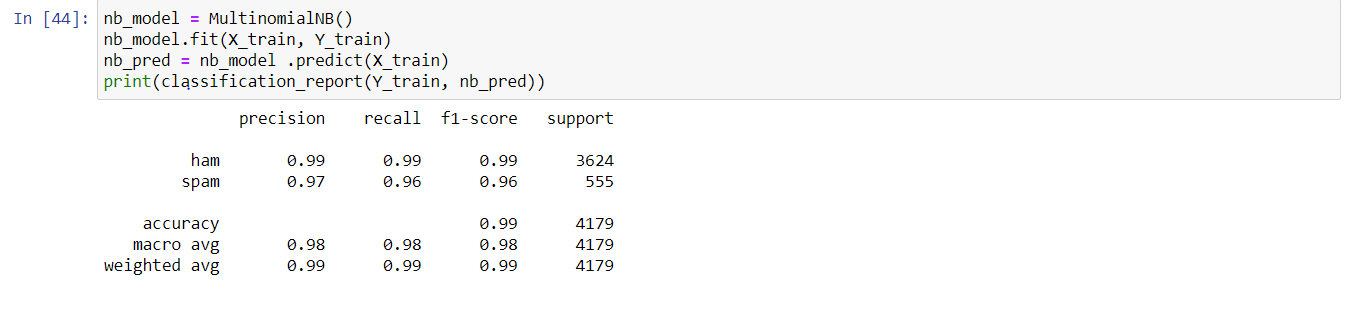 In [44]: nb_model = MultinomialNB()
nb_model.fit(X_train, Y_train)
nb_pred = nb_model .predict(X_train)
print(classification_report(Y_train, nb_pred))
precision recall f1-score support
ham 0.99 0.99 0.99 3624
spam 0.97 0.96 0.96 555
accuracy 0.99 4179
macro avg 0.98 0.98 0.98 4179
weighted avg 0.99 0.99 0.99 4179